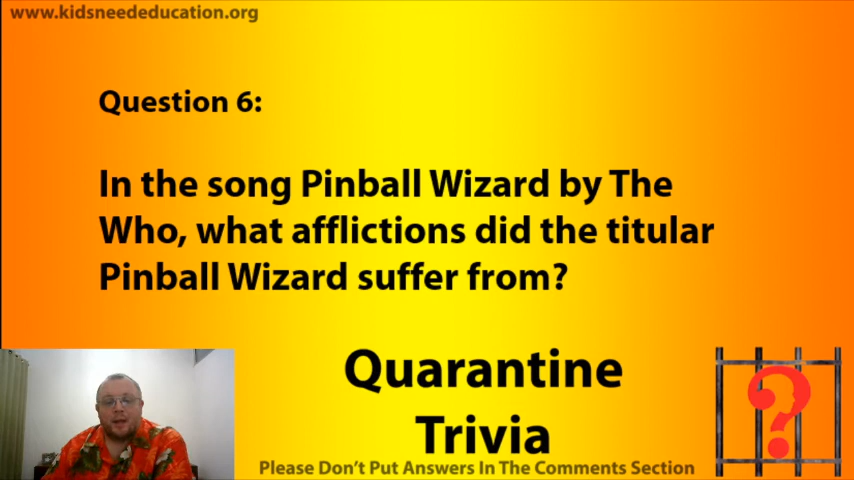 www.kidsneededucation.org
Question 6:
In the song Pinball Wizard by The
Who, what afflictions did the titular
Pinball Wizard suffer from?
Quarantine
Trivia
Please Don't Put Answers In The Comments Section
?